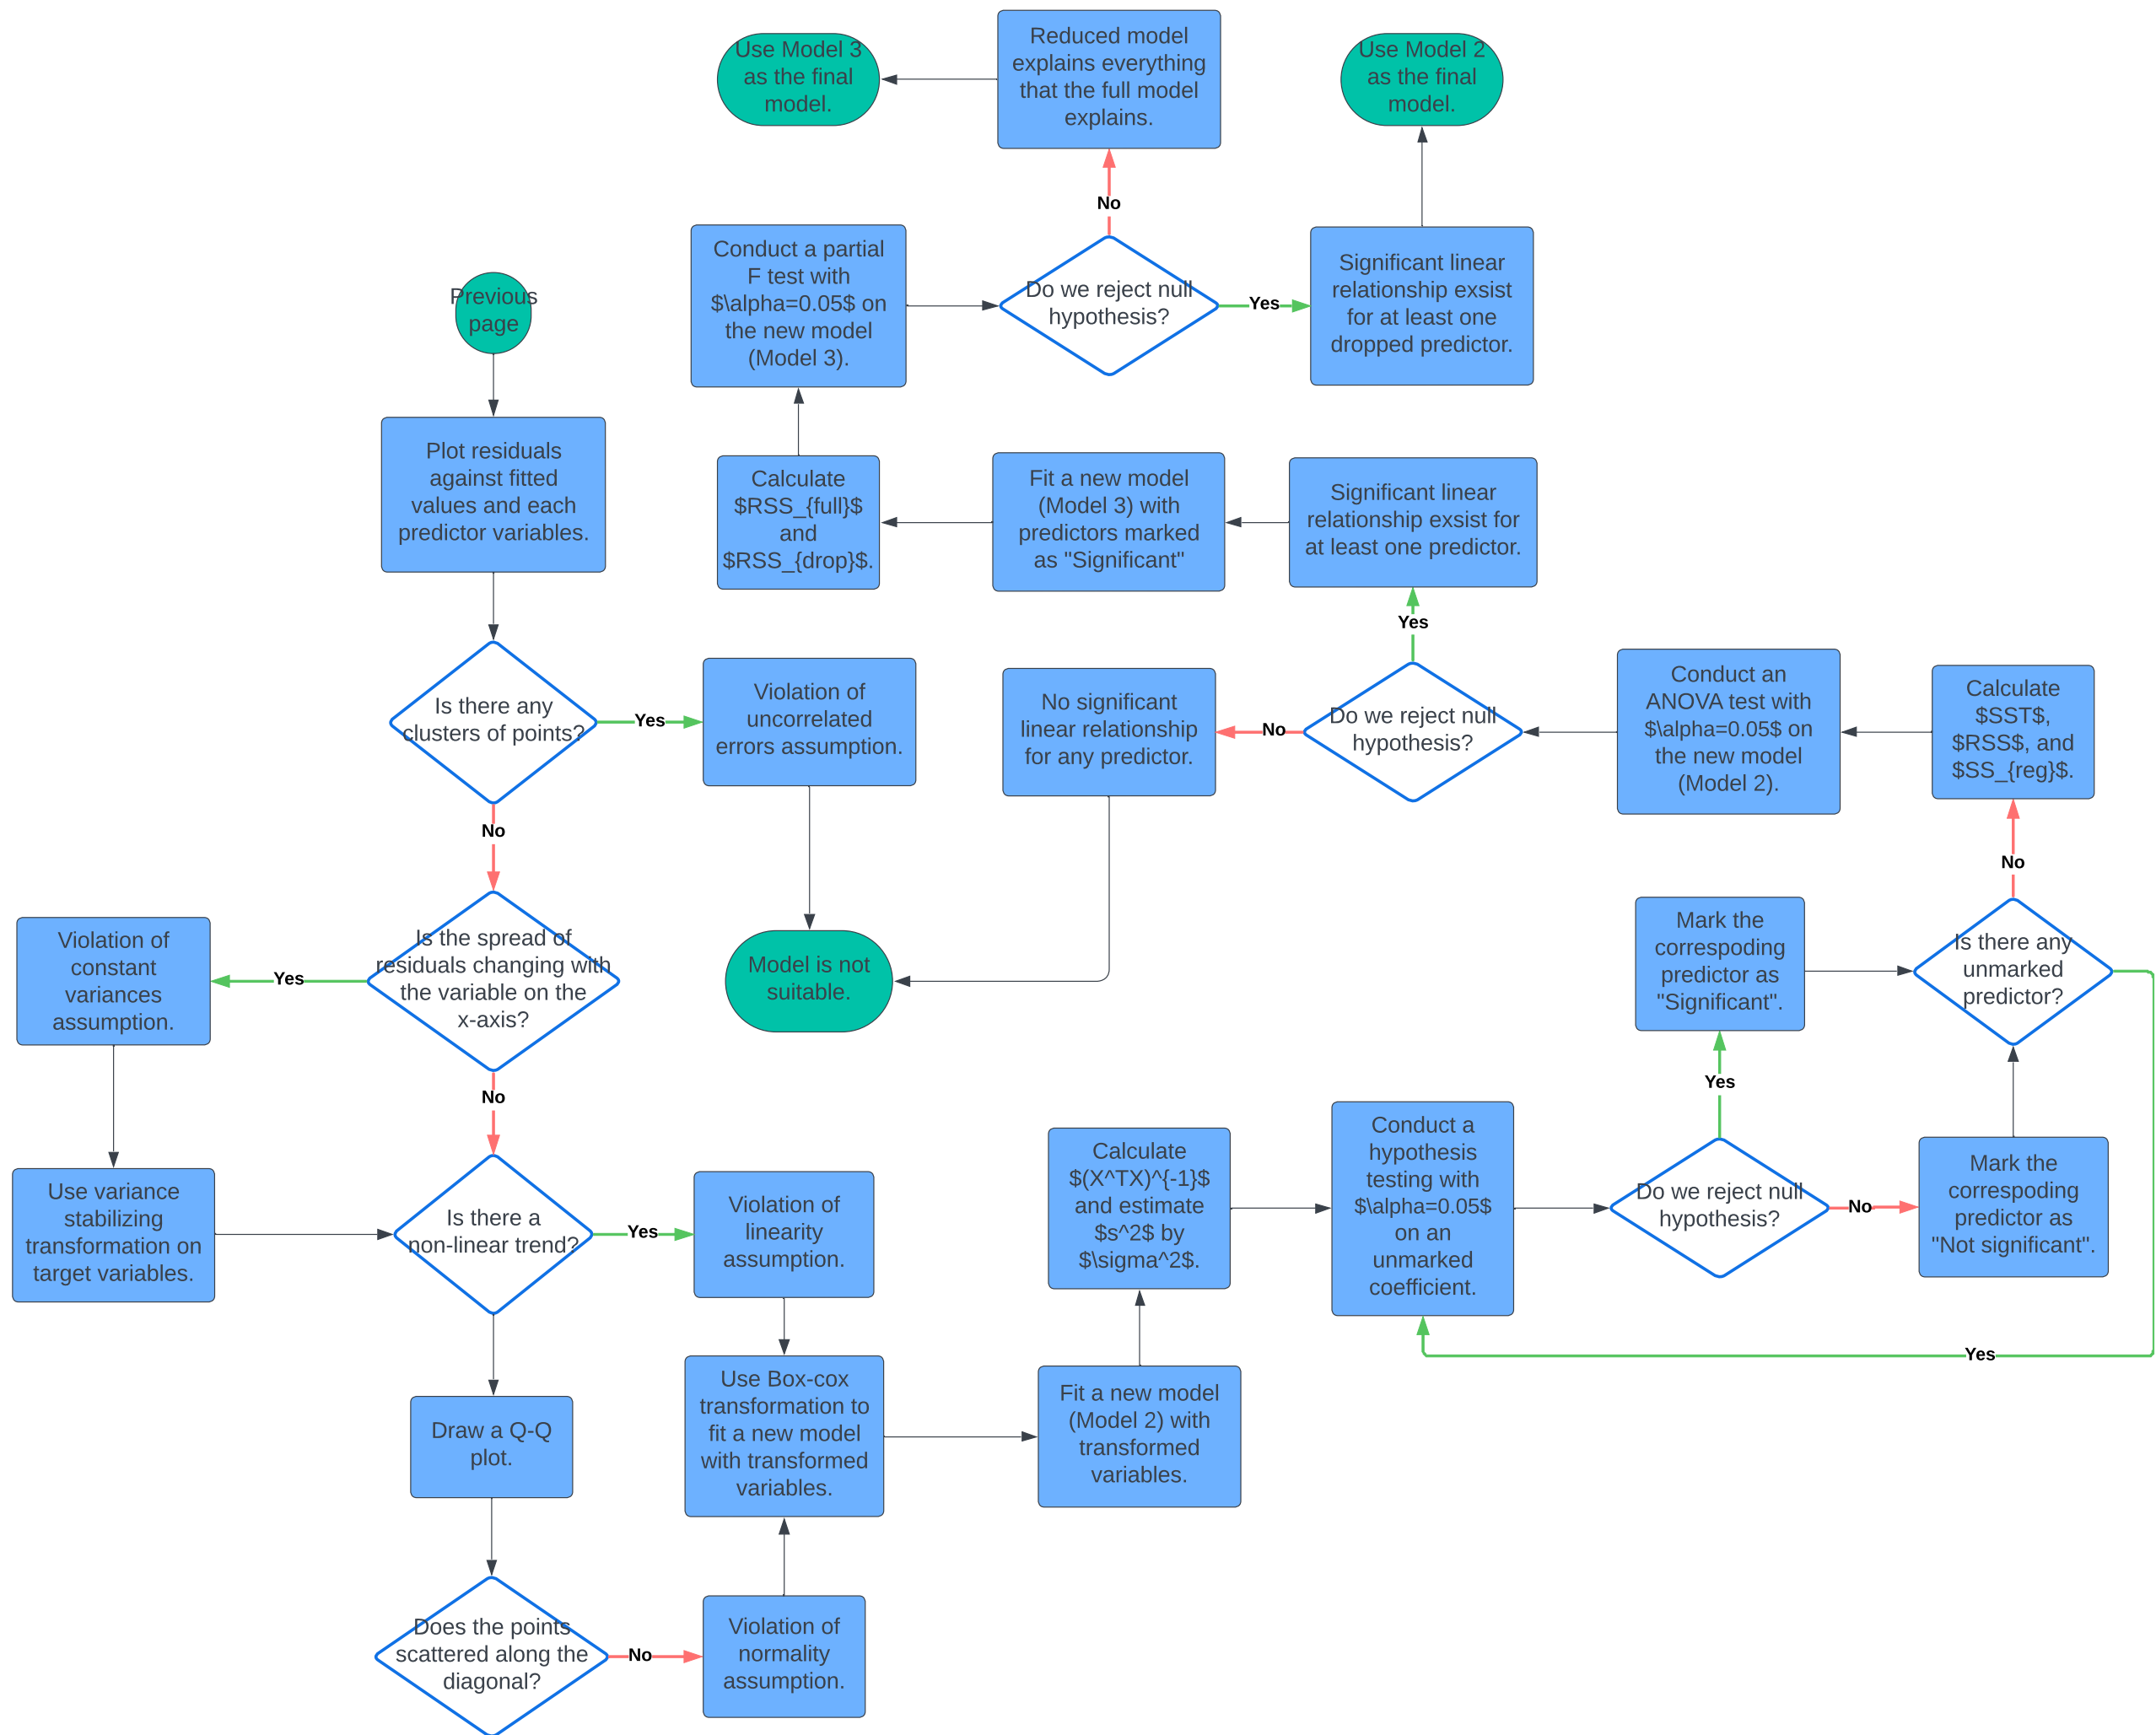 Use Model 3
as the final
model.
Reduced model
explains everything
that the full model
explains.
Use Model 2
as the final
model.
No
Conduct a partial
F test with
$\alpha=0.05$ on
the new model
(Model 3).
Do we reject null
hypothesis?
Yes
Significant linear
relationship exsist
for at least one
dropped predictor.
Previous
page
Plot residuals
against fitted
values and each
predictor variables.
Calculate
$RSS_{full}$
and
$RSS_{drop}$.
Fit a new model
(Model 3) with
predictors marked
as "Significant"
Significant linear
relationship exsist for
at least one predictor.
Yes
Is there any
clusters of points?
Yes
Violation of
uncorrelated
errors assumption.
No significant
linear relationship
for any predictor.
No
Do we reject null
hypothesis?
Conduct an
ANOVA test with
$\alpha=0.05$ on
the new model
(Model 2).
Calculate
$SST$,
$RSS$, and
$SS_{reg}$.
No
No
Violation of
constant
variances
assumption.
Yes
Is the spread of
residuals changing with
the variable on the
x-axis?
Model is not
suitable.
Mark the
correspoding
predictor as
"Significant".
Is there any
unmarked
predictor?
No
Yes
Use variance
stabilizing
transformation on
target variables.
Is there a
non-linear trend?
Yes
Violation of
linearity
assumption.
Calculate
$(X^TX)^{-1}$
and estimate
$s^2$ by
$\sigma^2$.
Conduct a
hypothesis
testing with
$\alpha=0.05$
on an
unmarked
coefficient.
Do we reject null
hypothesis?
No
Mark the
correspoding
predictor as
"Not significant".
Yes
Draw a Q-Q
plot.
Use Box-cox
transformation to
fit a new model
with transformed
variables.
Fit a new model
(Model 2) with
transformed
variables.
Does the points
scattered along the
diagonal?
No
Violation of
normality
assumption.